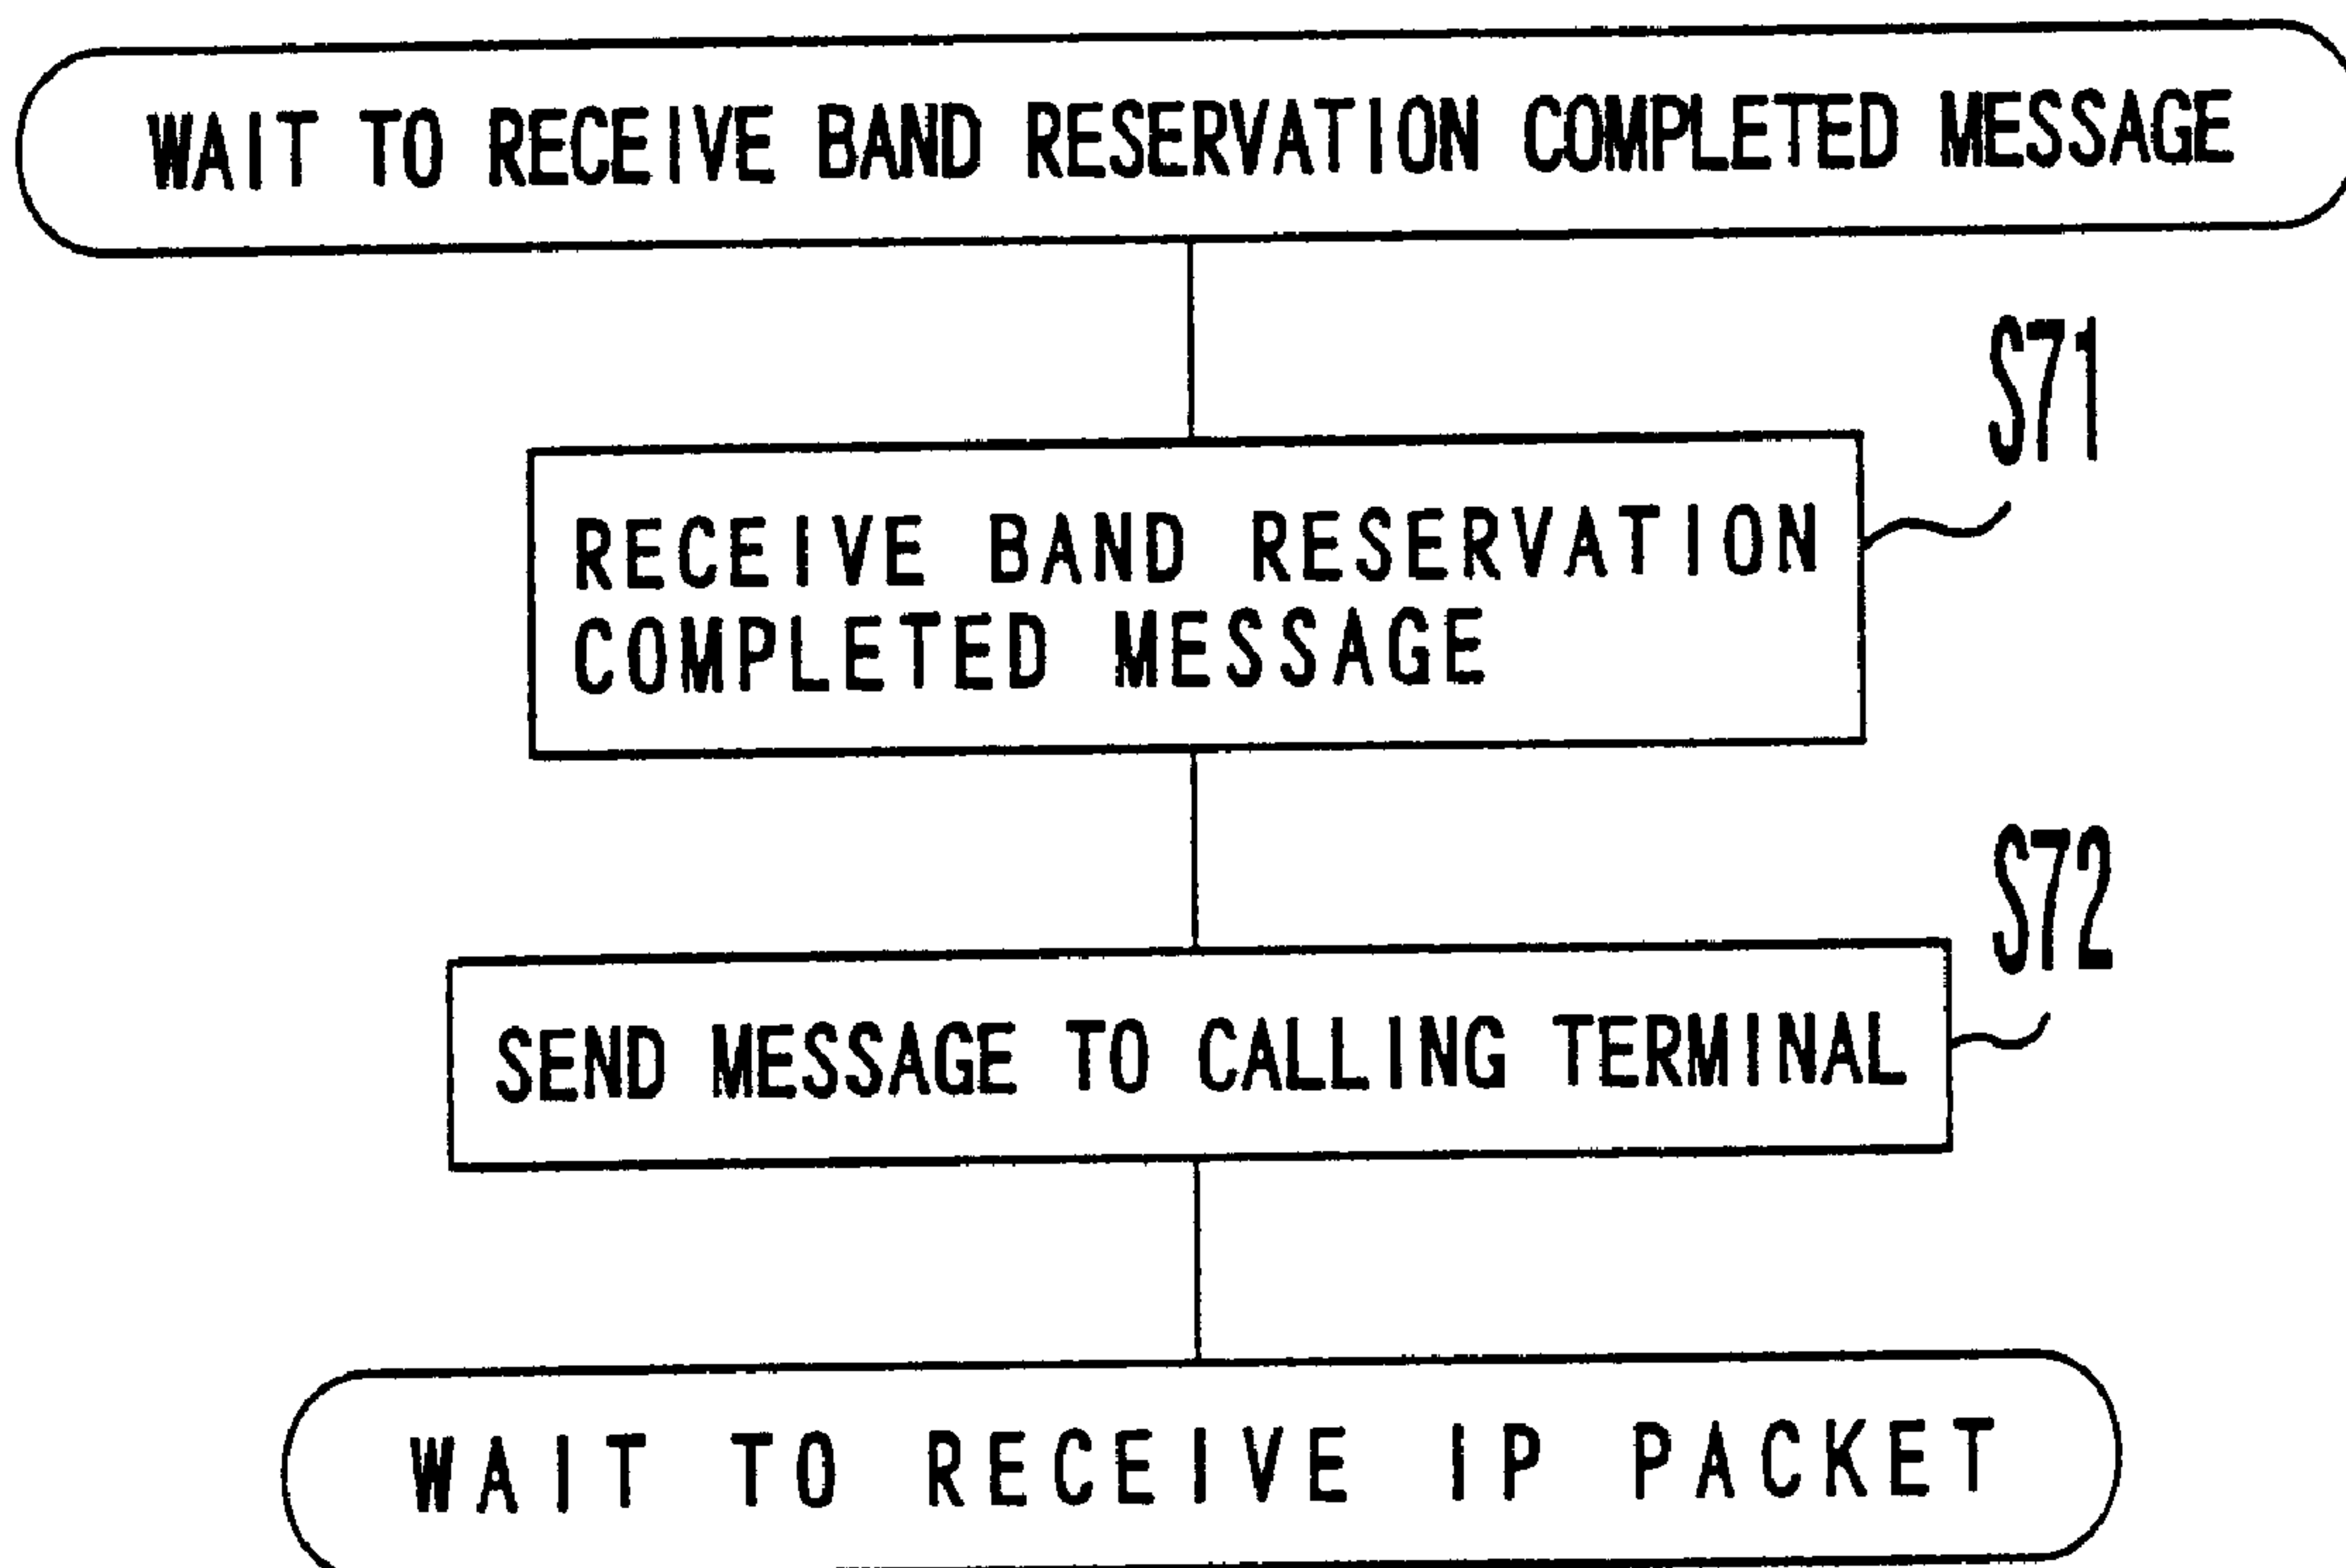 WAIT TO RECEIVE BAND RESERVATION COMPLETED MESSAGE
S71
RECEIVE BAND RESERVATION
COMPLETED MESSAGE
S72
SEND MESSAGE TO CALLING TERMINAL
WAIT TO RECEIVE IP PACKET